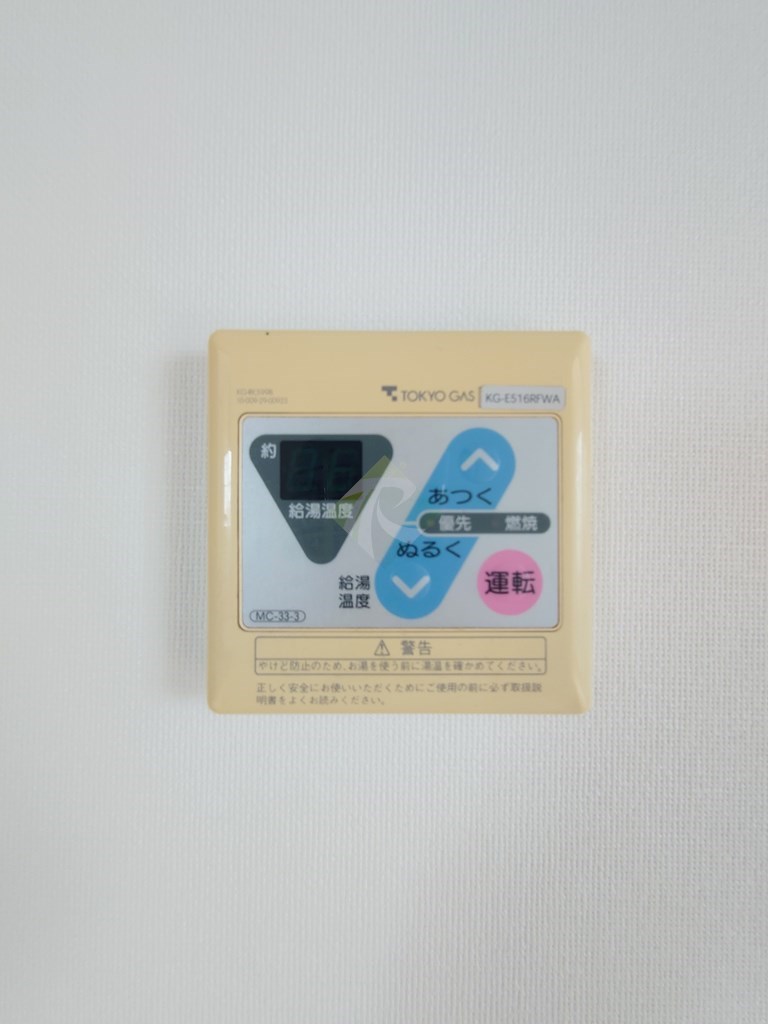 TOKYO GAS KG-E516RFWA
約
給湯温度
あつく
優先 燃焼
ぬるく
給湯
温度
運転
MC-33-3
警告
やけど防止のため、お湯を使う前に湯温を確かめてください。
正しく安全にお使いいただくためにご使用の前に必ず取扱説
明書をよくお読みください。